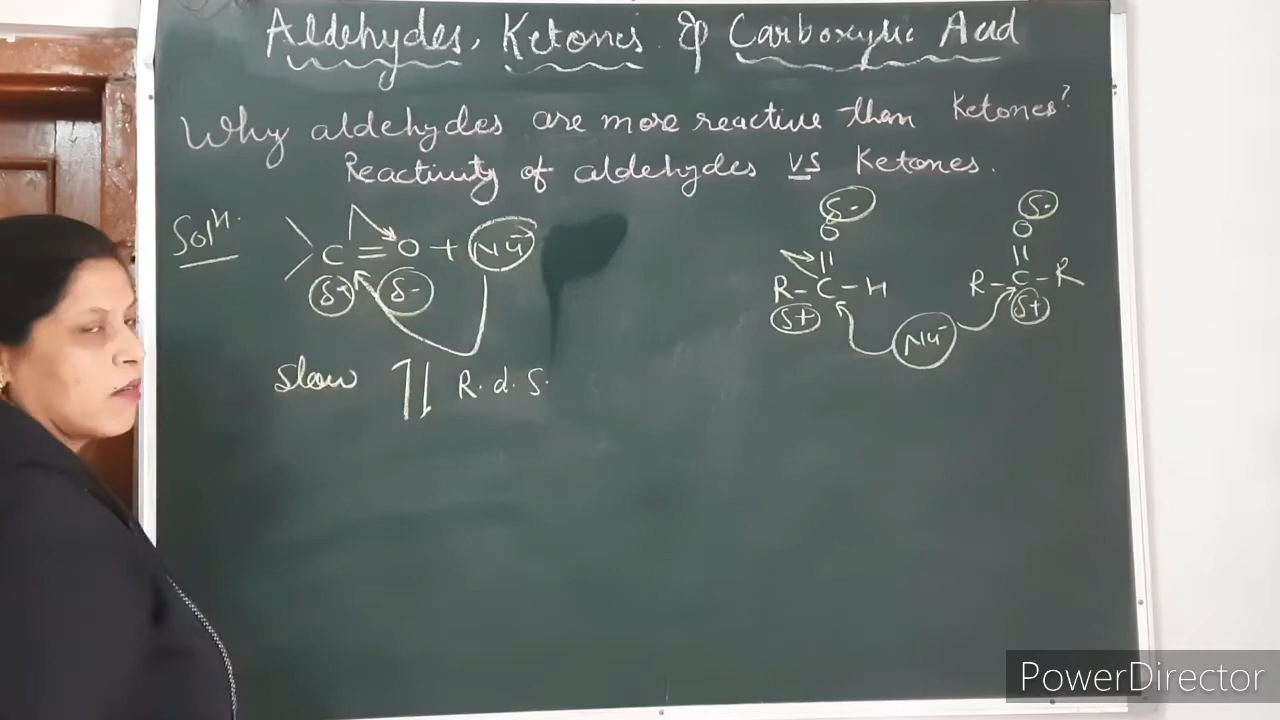 Aldehydes, Ketones & Carboxylic Acid
Why aldehydes are more reactive than Ketones?
Reactivity of aldehydes vs Ketones.
Solⁿ.
C = O + Nu⁻
δ+ δ-
slow ⇅ R.d.S.
δ-
O
||
R-C-H
δ+
δ-
O
||
R-C-R
δ+
Nu⁻
PowerDirector